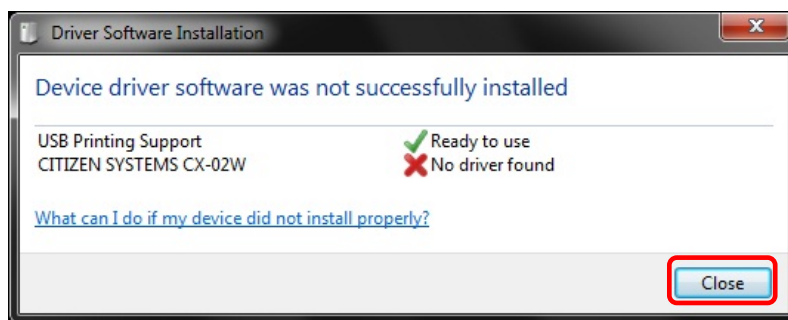 Driver Software Installation
Device driver software was not successfully installed
USB Printing Support Ready to use
CITIZEN SYSTEMS CX-02W No driver found
What can I do if my device did not install properly?
Close